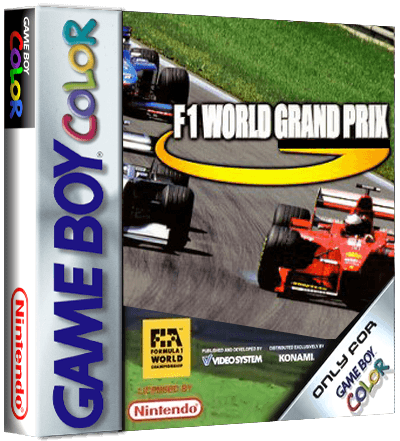 GAME BOY
COLOR
Nintendo
GAME BOY COLOR
F1 WORLD GRAND PRIX
FIA
FORMULA 1
WORLD
CHAMPIONSHIP
PUBLISHED AND DEVELOPED BY
VIDEO SYSTEM
DISTRIBUTED EXCLUSIVELY BY
KONAMI.
LICENSED BY
Nintendo
ONLY FOR
GAME BOY
COLOR